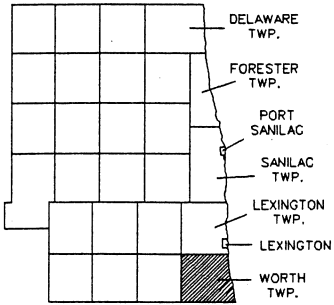 DELAWARE
TWP.
FORESTER
TWP.
PORT
SANILAC
SANILAC
TWP.
LEXINGTON
TWP.
LEXINGTON
WORTH
TWP.